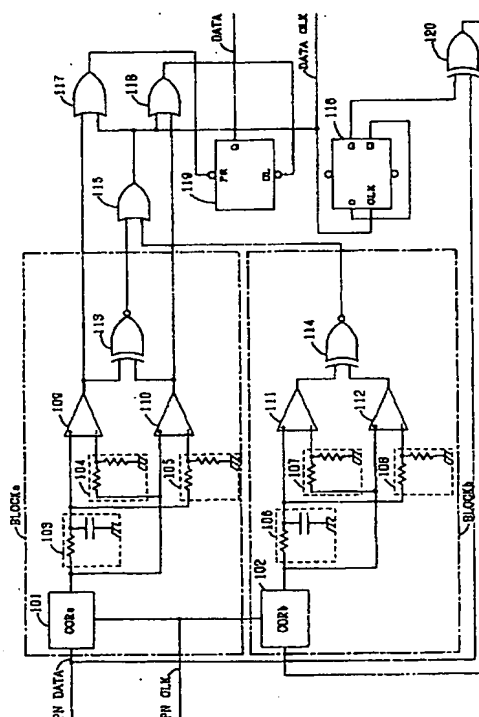 DATA
DATA CLK
117
118
120
116
Q
D
Q
CLK
115
PR
Q
CL
119
113
114
109
110
111
112
104
105
107
108
BLOCKa
103
106
BLOCKb
101
CORa
102
CORb
PN DATA
PN CLK